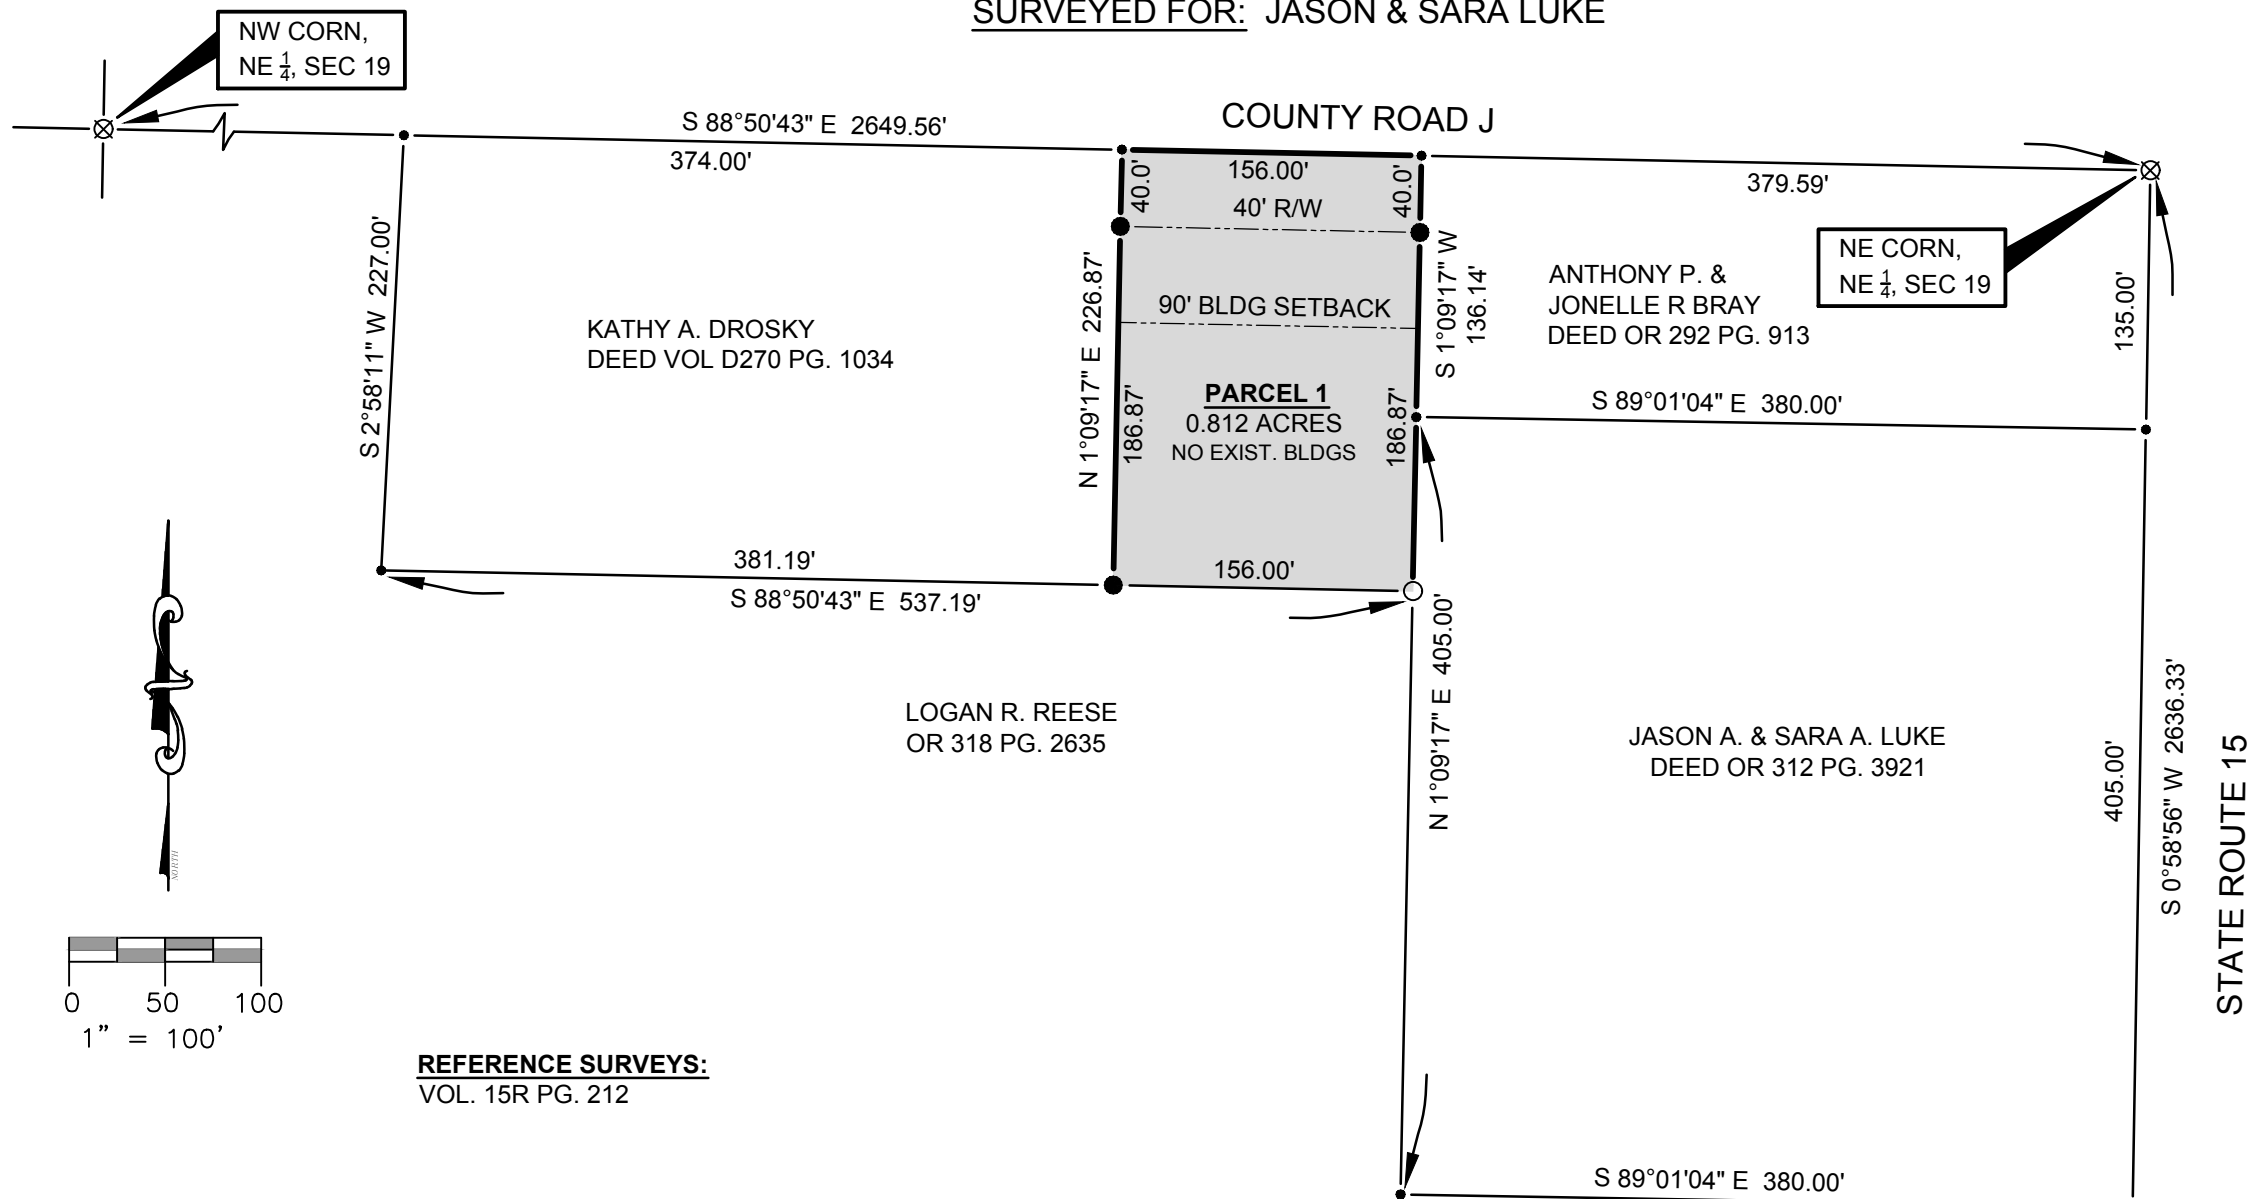 SURVEYED FOR: JASON & SARA LUKE
NW CORN,
NE 1/4, SEC 19
COUNTY ROAD J
S 88°50'43" E 2649.56'
374.00'
156.00'
379.59'
40.0'
40.0'
40' R/W
NE CORN,
NE 1/4, SEC 19
S 2°58'11" W 227.00'
KATHY A. DROSKY
DEED VOL D270 PG. 1034
N 1°09'17" E 226.87'
186.87'
90' BLDG SETBACK
PARCEL 1
0.812 ACRES
NO EXIST. BLDGS
186.87'
S 1°09'17" W
136.14'
ANTHONY P. &
JONELLE R BRAY
DEED OR 292 PG. 913
135.00'
S 89°01'04" E 380.00'
381.19'
156.00'
S 88°50'43" E 537.19'
N 1°09'17" E 405.00'
LOGAN R. REESE
OR 318 PG. 2635
JASON A. & SARA A. LUKE
DEED OR 312 PG. 3921
405.00'
S 0°58'56" W 2636.33'
STATE ROUTE 15
NORTH
0 50 100
1” = 100’
REFERENCE SURVEYS:
VOL. 15R PG. 212
S 89°01'04" E 380.00'